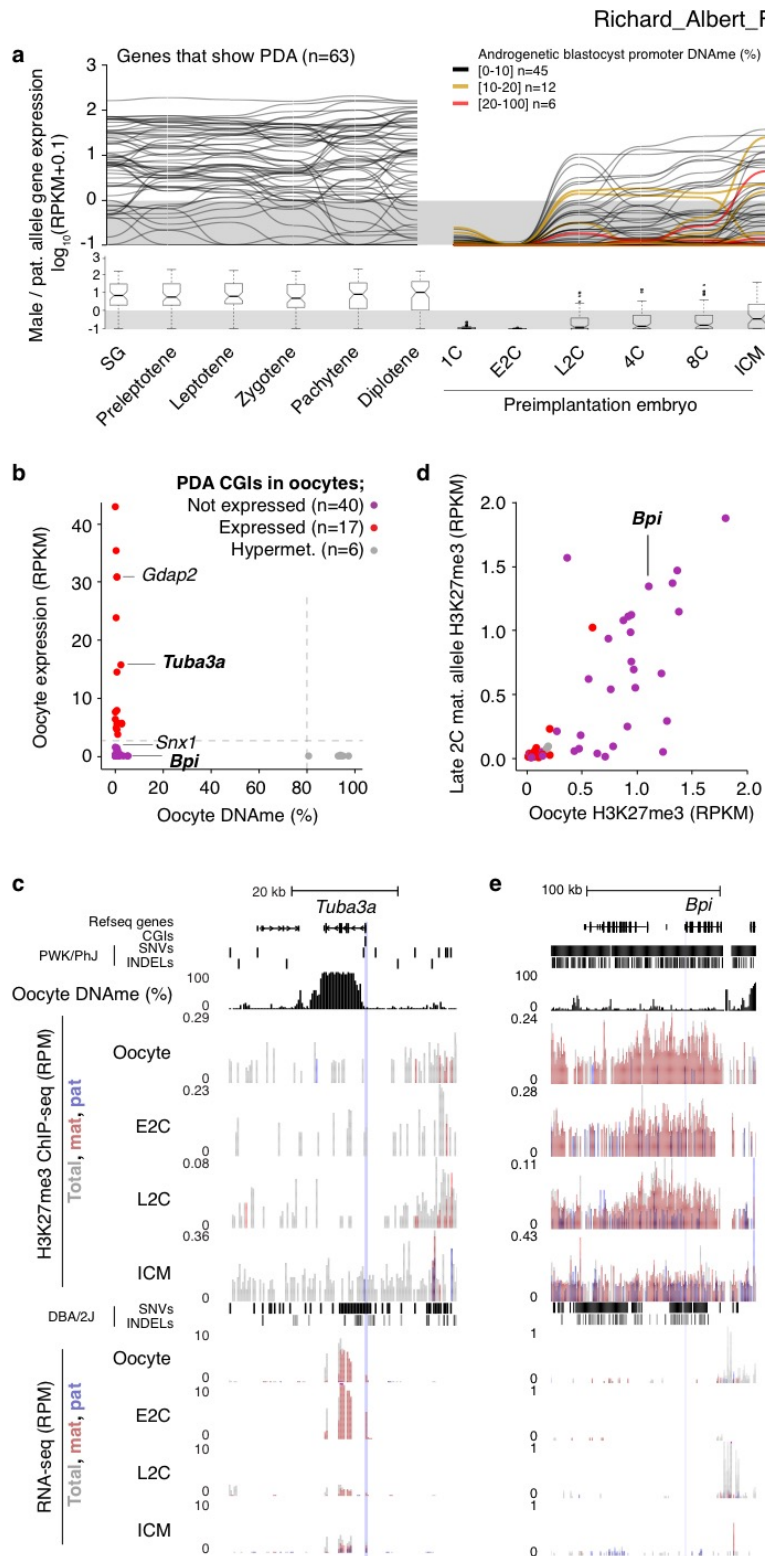 Richard_Albert_F
a
Genes that show PDA (n=63)
Androgenetic blastocyst promoter DNAme (%)
[0-10] n=45
[10-20] n=12
[20-100] n=6
Male / pat. allele gene expression
log10(RPKM+0.1)
3
2
1
0
-1
3
2
1
0
-1
SG
Preleptotene
Leptotene
Zygotene
Pachytene
Diplotene
1C
E2C
L2C
4C
8C
ICM
Preimplantation embryo
b
PDA CGIs in oocytes;
Not expressed (n=40)
Expressed (n=17)
Hypermet. (n=6)
Oocyte expression (RPKM)
40
30
20
10
0
Gdap2
Tuba3a
Snx1
Bpi
0 20 40 60 80 100
Oocyte DNAme (%)
d
Late 2C mat. allele H3K27me3 (RPKM)
2.0
1.5
1.0
0.5
0.0
Bpi
0 0.5 1.0 1.5 2.0
Oocyte H3K27me3 (RPKM)
c
20 kb
Tuba3a
Refseq genes
CGIs
PWK/PhJ
SNVs
INDELs
Oocyte DNAme (%)
100
0
H3K27me3 ChIP-seq (RPM)
Total, mat, pat
Oocyte
0.29
0
E2C
0.23
0
L2C
0.08
0
ICM
0.36
0
DBA/2J
SNVs
INDELs
RNA-seq (RPM)
Total, mat, pat
Oocyte
10
0
E2C
10
0
L2C
10
0
ICM
10
0
e
100 kb
Bpi
100
0
0.24
0
0.28
0
0.11
0
0.43
0
1
0
1
0
1
0
1
0